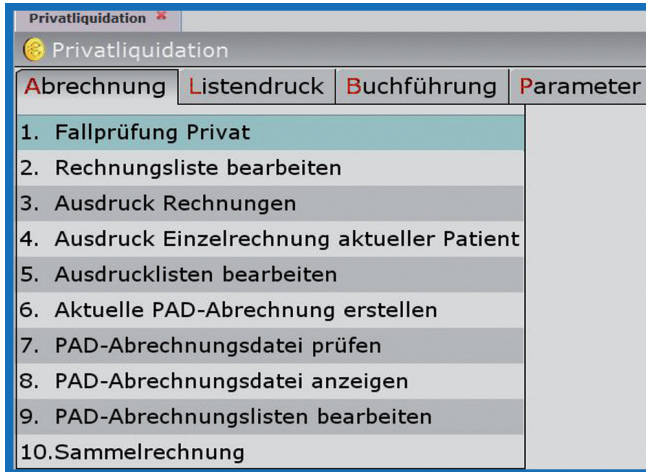 Privatliquidation
Privatliquidation
Abrechnung Listendruck Buchführung Parameter
1. Fallprüfung Privat
2. Rechnungsliste bearbeiten
3. Ausdruck Rechnungen
4. Ausdruck Einzelrechnung aktueller Patient
5. Ausdrucklisten bearbeiten
6. Aktuelle PAD-Abrechnung erstellen
7. PAD-Abrechnungsdatei prüfen
8. PAD-Abrechnungsdatei anzeigen
9. PAD-Abrechnungslisten bearbeiten
10.Sammelrechnung